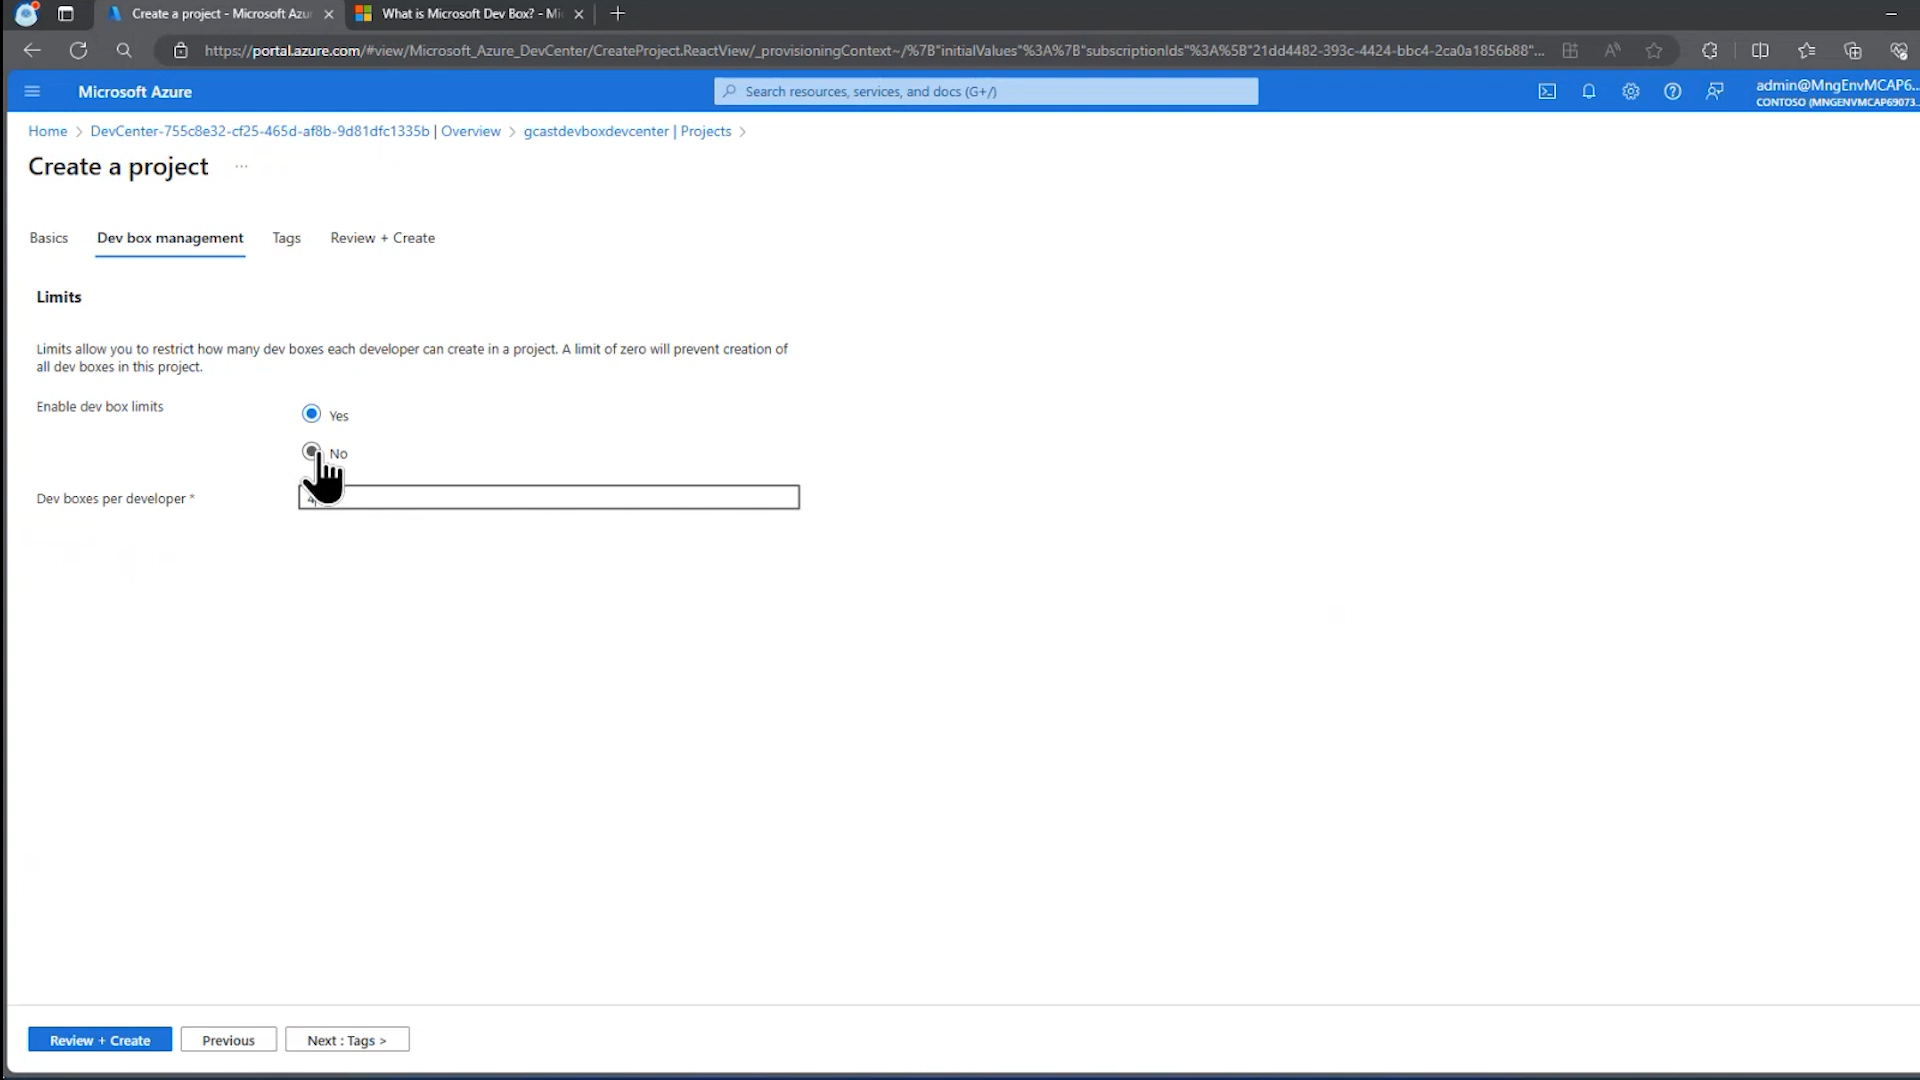 Create a project - Microsoft Azu
What is Microsoft Dev Box? - Mi
https://portal.azure.com/#view/Microsoft_Azure_DevCenter/CreateProject.ReactView/_provisioningContext~/%7B"initialValues"%3A%7B"subscriptionIds"%3A%5B"21dd4482-393c-4424-bbc4-2ca0a1856b88"...
Microsoft Azure
Search resources, services, and docs (G+/)
admin@MngEnvMCAP6...
CONTOSO (MNGENVMCAP69073...
Home > DevCenter-755c8e32-cf25-465d-af8b-9d81dfc1335b | Overview > gcastdevboxdevcenter | Projects >
Create a project ...
Basics Dev box management Tags Review + Create
Limits
Limits allow you to restrict how many dev boxes each developer can create in a project. A limit of zero will prevent creation of
all dev boxes in this project.
Enable dev box limits
Yes
No
Dev boxes per developer *
Review + Create Previous Next : Tags >